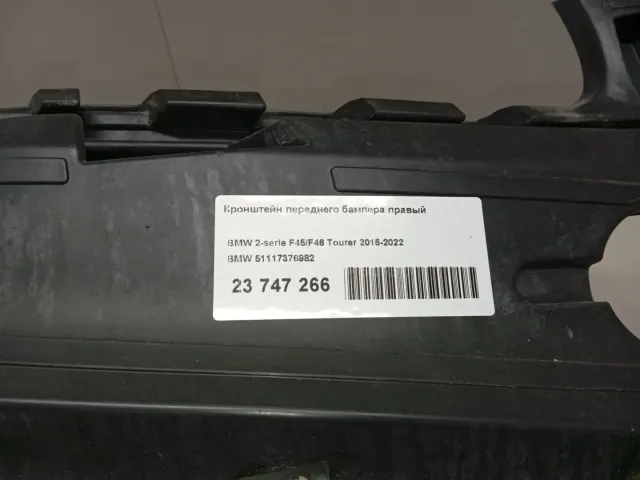 Кронштейн переднего бампера правый
BMW 2-serie F45/F46 Tourer 2015-2022
BMW 51117376982
23 747 266